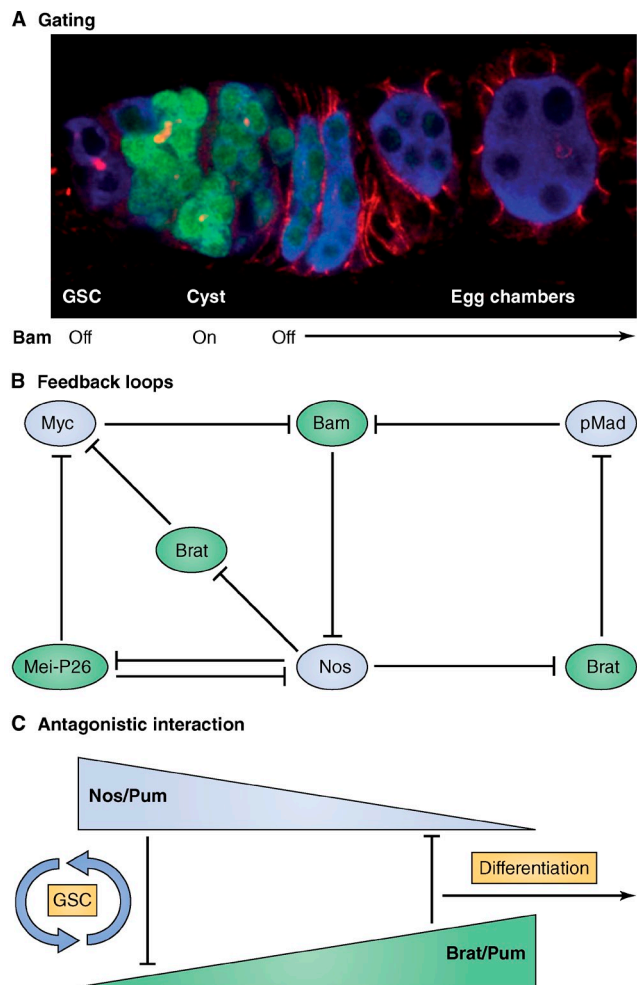 A Gating
GSC Cyst Egg chambers
Bam Off On Off
B Feedback loops
Myc Bam pMad
Brat
Mei-P26 Nos Brat
C Antagonistic interaction
Nos/Pum
Differentiation
GSC
Brat/Pum